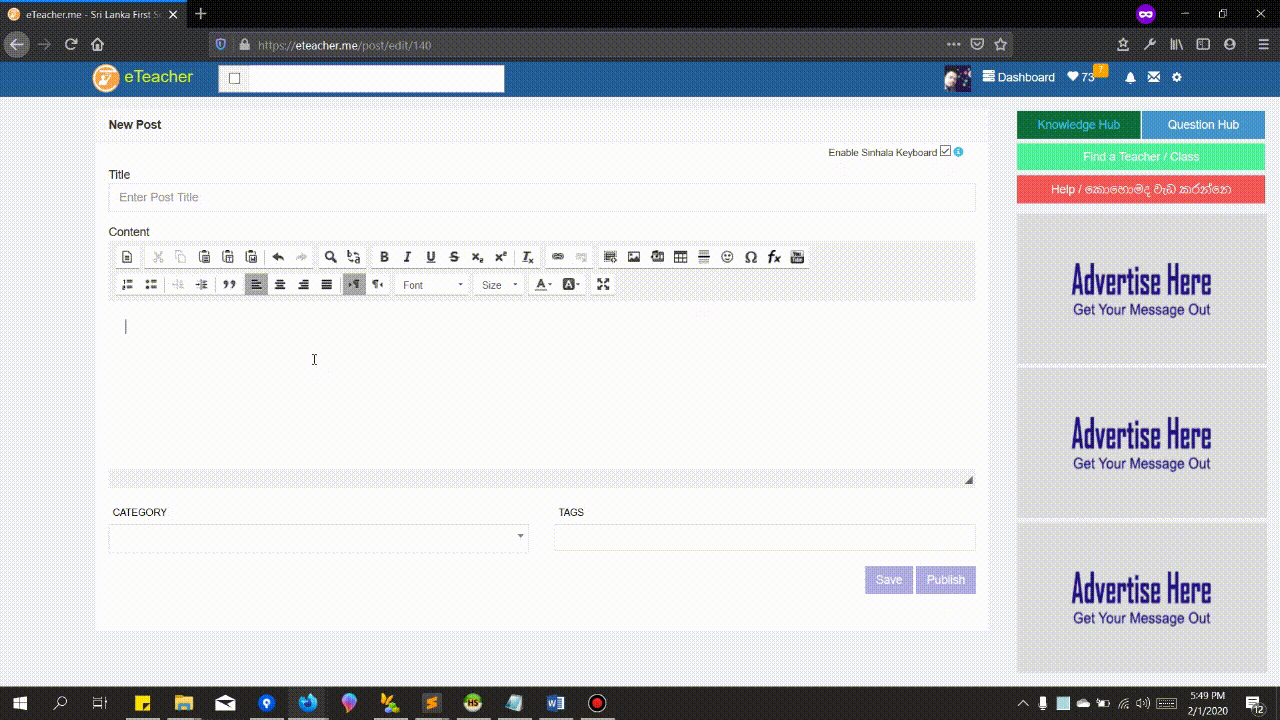 eTeacher.me - Sri Lanka First S
https://eteacher.me/post/edit/140
eTeacher
Dashboard
73
7
New Post
Enable Sinhala Keyboard
Title
Enter Post Title
Content
Font
Size
CATEGORY
TAGS
Save
Publish
Knowledge Hub
Question Hub
Find a Teacher / Class
Help / කොහොමද වැඩ කරන්නෙ
Advertise Here
Get Your Message Out
Advertise Here
Get Your Message Out
Advertise Here
Get Your Message Out
5:49 PM
2/1/2020
12